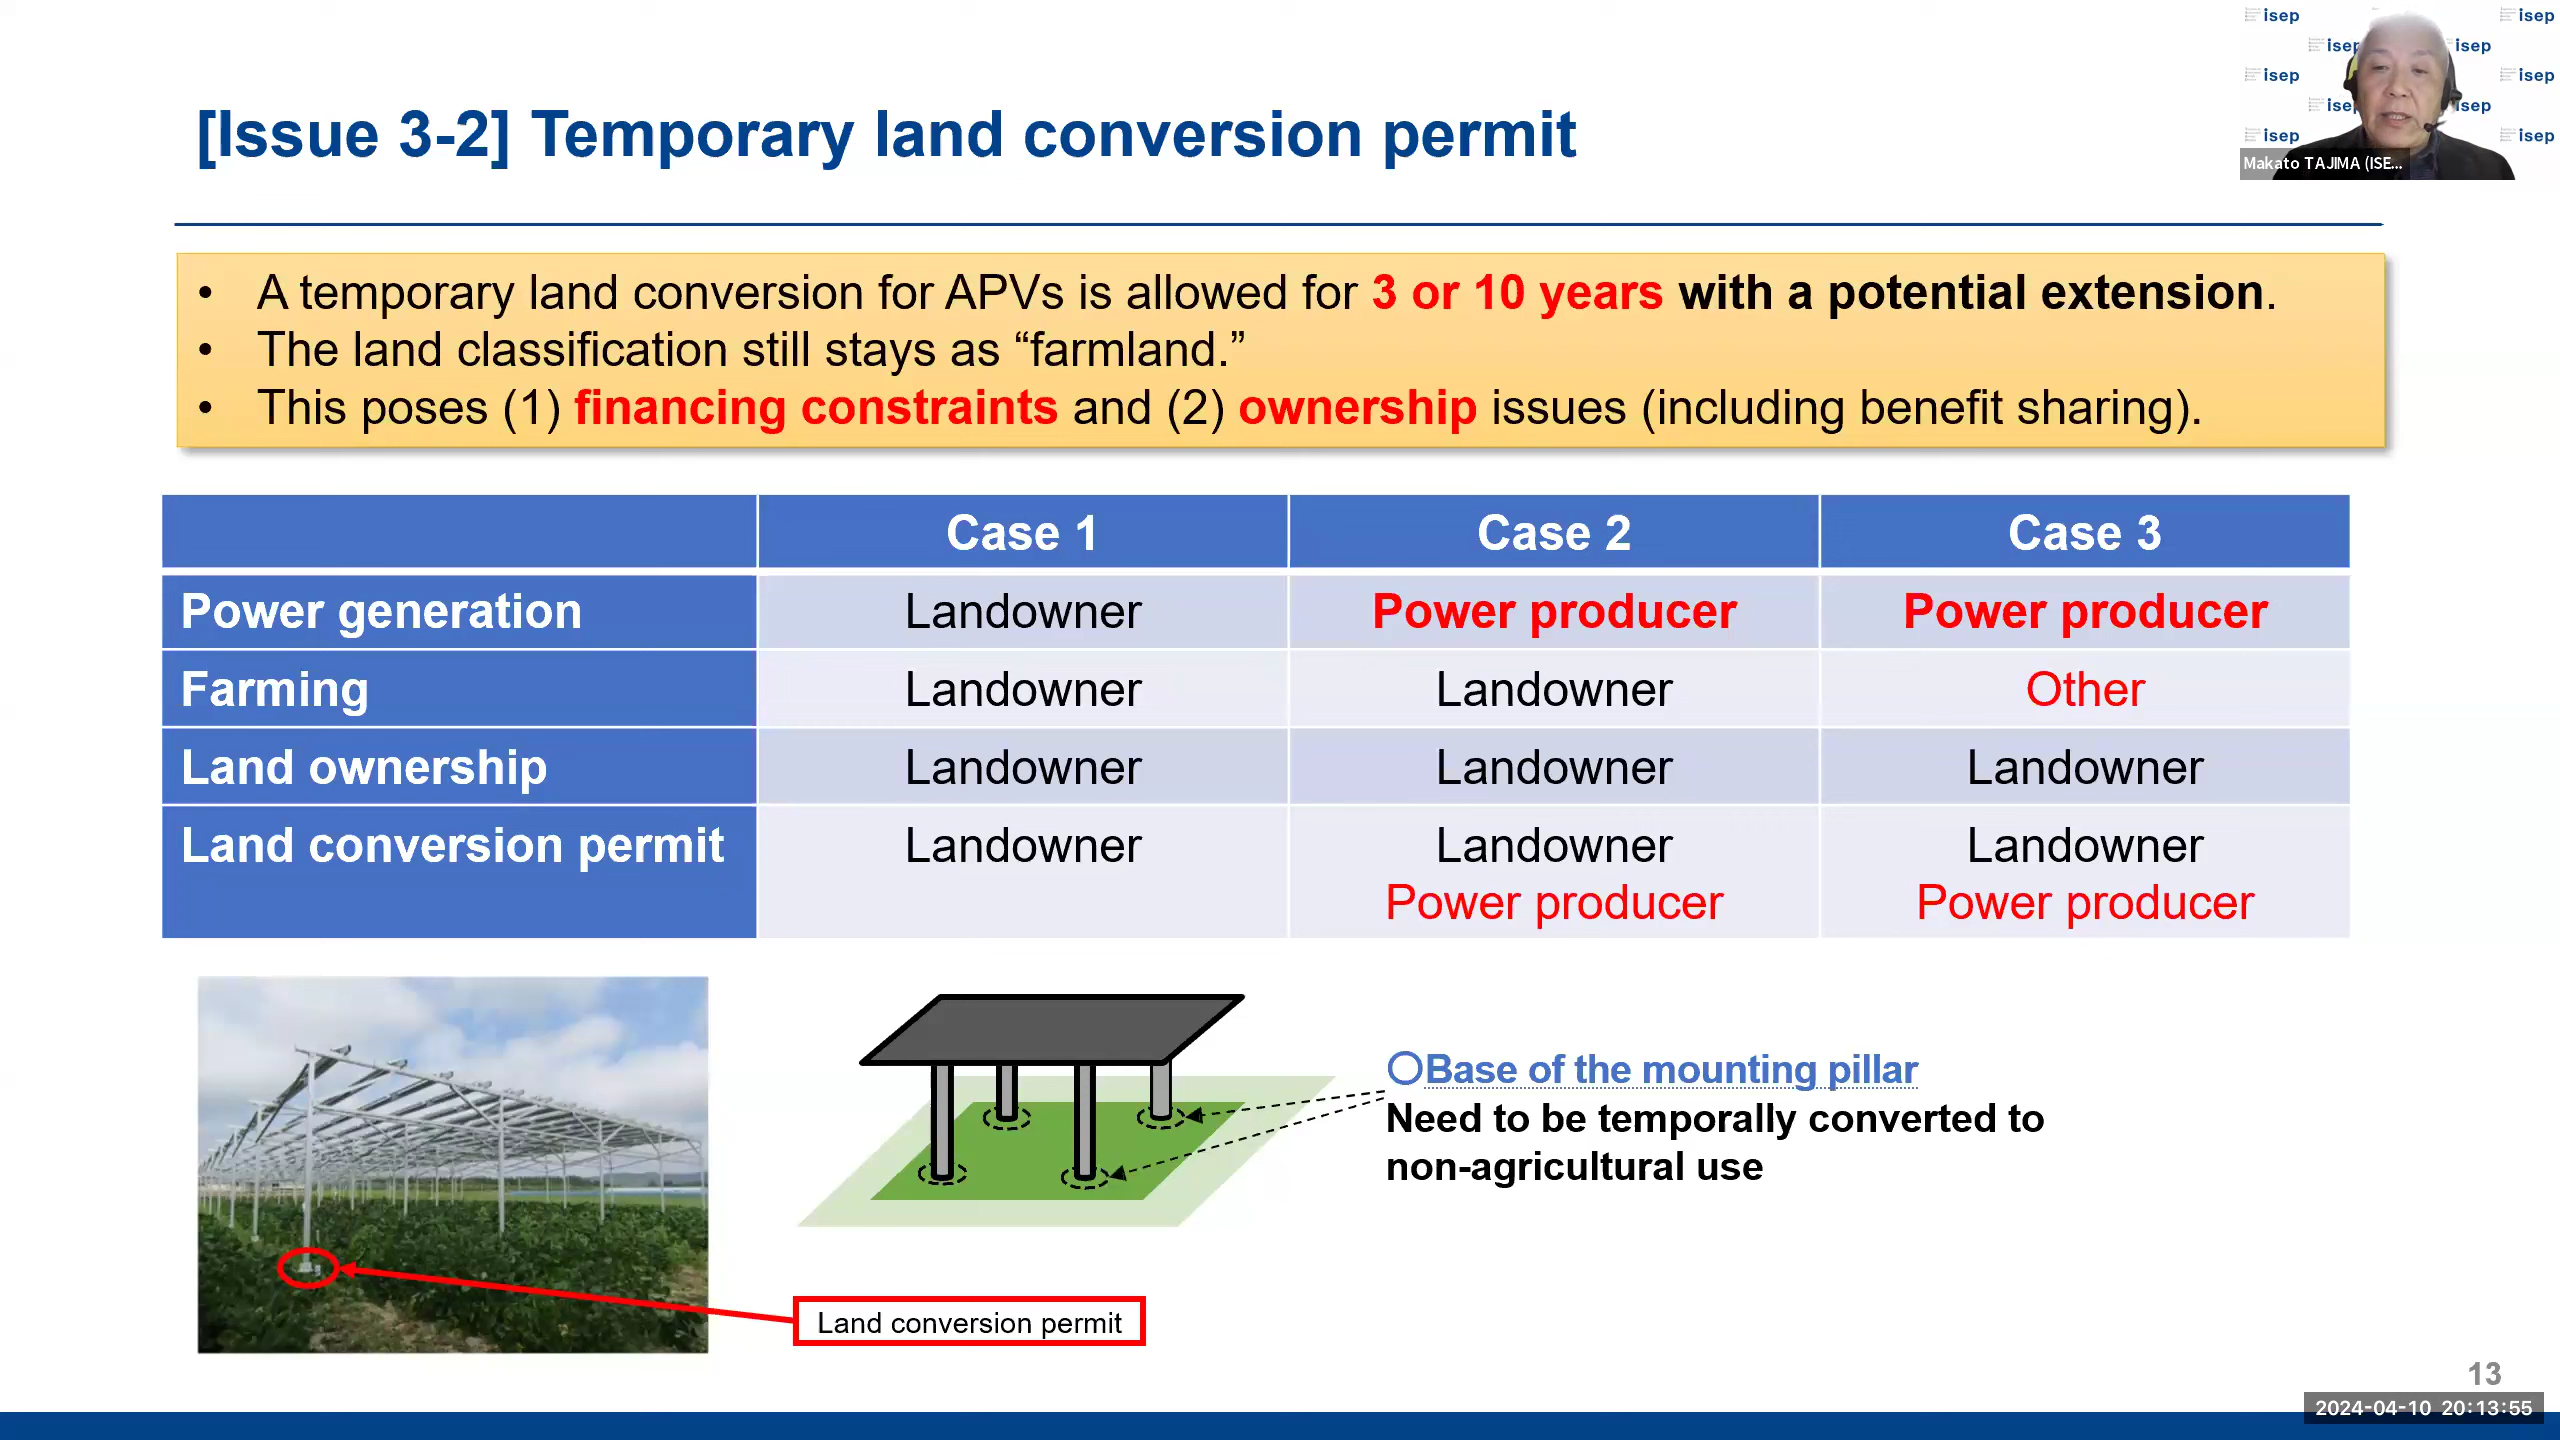 isep isep
isep isep
isep isep
isep isep
isep isep
Makato TAJIMA (ISE...
[Issue 3-2] Temporary land conversion permit
• A temporary land conversion for APVs is allowed for 3 or 10 years with a potential extension.
• The land classification still stays as “farmland.”
• This poses (1) financing constraints and (2) ownership issues (including benefit sharing).
Case 1 Case 2 Case 3
Power generation Landowner Power producer Power producer
Farming Landowner Landowner Other
Land ownership Landowner Landowner Landowner
Land conversion permit Landowner Landowner Landowner
Power producer Power producer
○Base of the mounting pillar
Need to be temporally converted to
non-agricultural use
Land conversion permit
13
2024-04-10 20:13:55